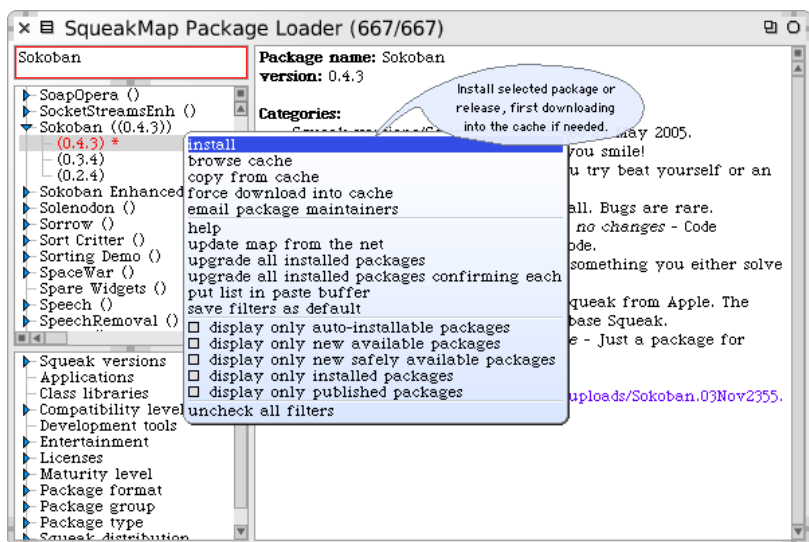 SqueakMap Package Loader (667/667)
Sokoban
SoapOpera ()
SocketStreamsEnh ()
Sokoban ((0.4.3))
(0.4.3) *
(0.3.4)
(0.2.4)
Sokoban Enhanced
Solenodon ()
Sorrow ()
Sort Critter ()
Sorting Demo ()
SpaceWar ()
Spare Widgets ()
Speech ()
SpeechRemoval ()
Squeak versions
Applications
Class libraries
Compatibility level
Development tools
Entertainment
Licenses
Maturity level
Package format
Package group
Package type
Squeak distribution
Package name: Sokoban
version: 0.4.3
Categories:
May 2005.
you smile!
u try beat yourself or an
all. Bugs are rare.
no changes - Code
ode.
something you either solve
queak from Apple. The
base Squeak.
e - Just a package for
uploads/Sokoban.03Nov2355.
Install selected package or
release, first downloading
into the cache if needed.
install
browse cache
copy from cache
force download into cache
email package maintainers
help
update map from the net
upgrade all installed packages
upgrade all installed packages confirming each
put list in paste buffer
save filters as default
display only auto-installable packages
display only new available packages
display only new safely available packages
display only installed packages
display only published packages
uncheck all filters